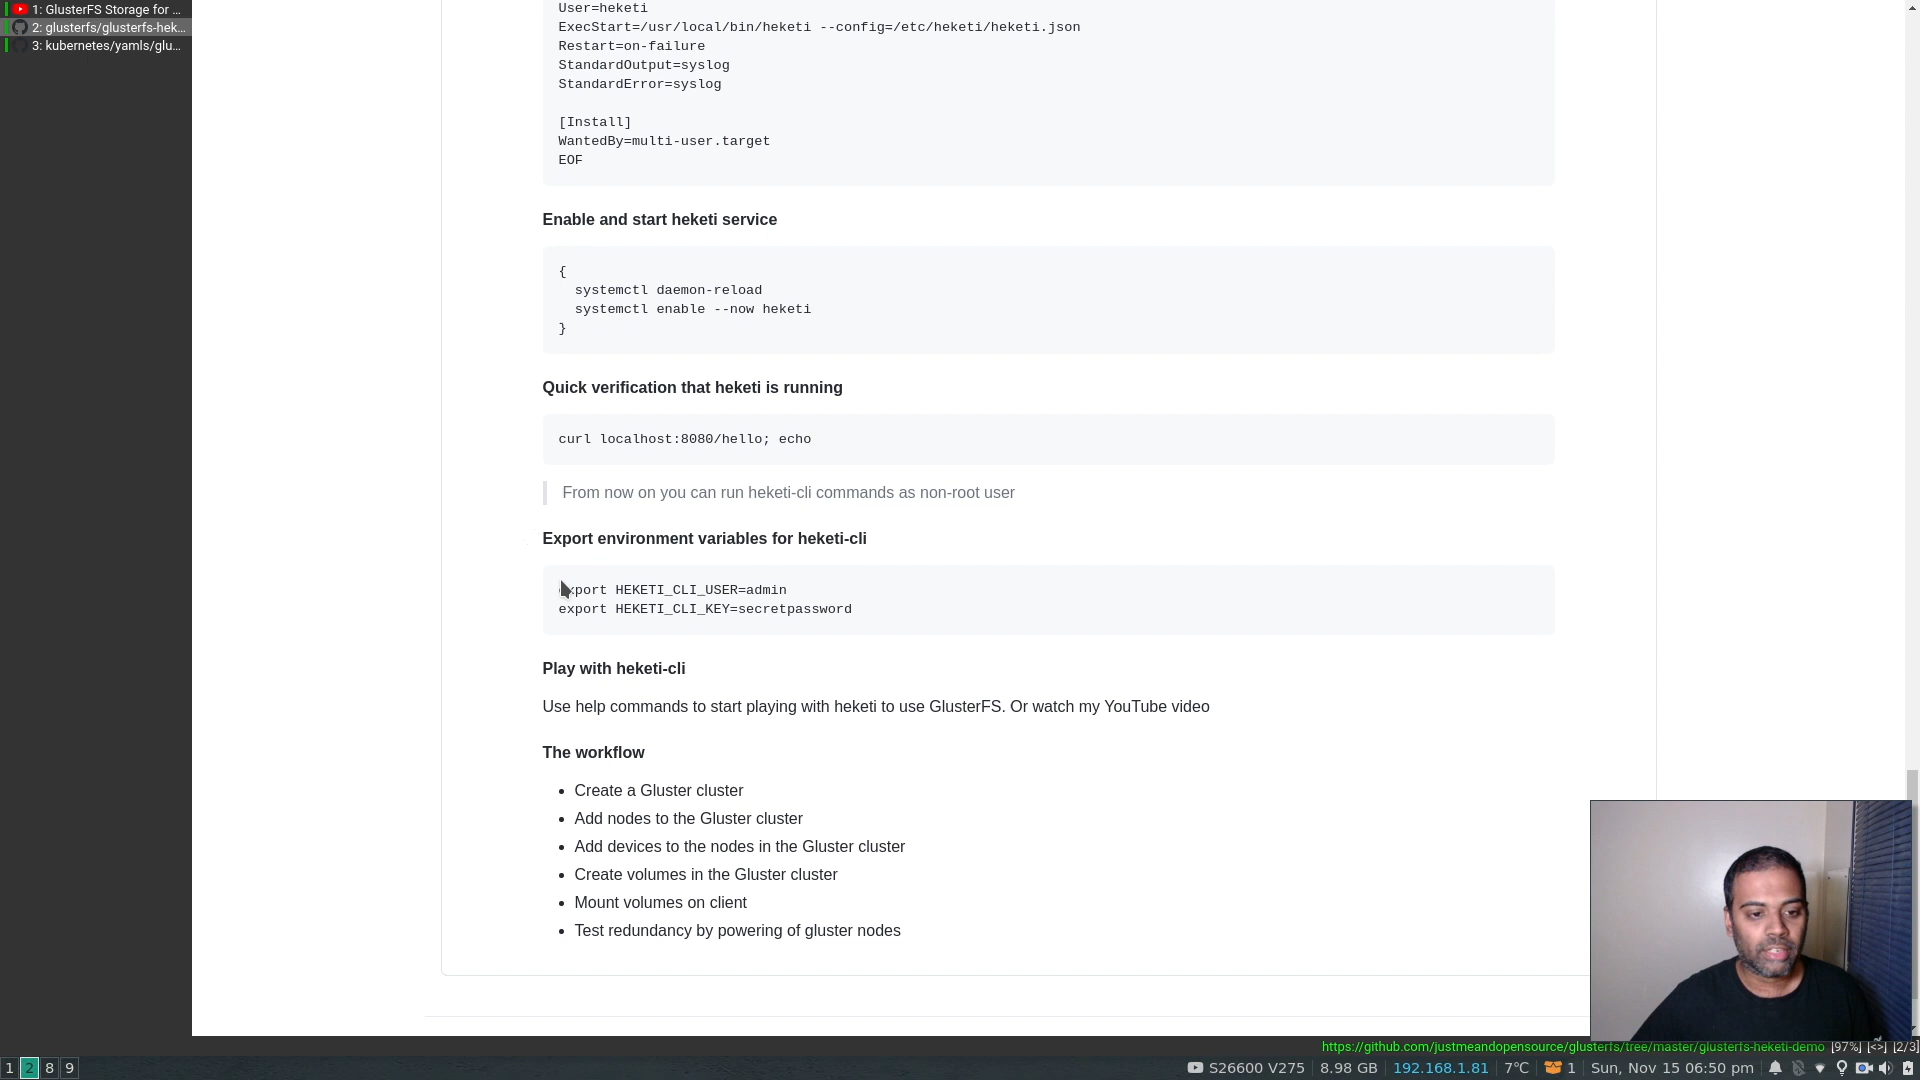 1: GlusterFS Storage for ...
2: glusterfs/glusterfs-hek...
3: kubernetes/yamls/glu...
User=heketi
ExecStart=/usr/local/bin/heketi --config=/etc/heketi/heketi.json
Restart=on-failure
StandardOutput=syslog
StandardError=syslog
[Install]
WantedBy=multi-user.target
EOF
Enable and start heketi service
{
systemctl daemon-reload
systemctl enable --now heketi
}
Quick verification that heketi is running
curl localhost:8080/hello; echo
From now on you can run heketi-cli commands as non-root user
Export environment variables for heketi-cli
export HEKETI_CLI_USER=admin
export HEKETI_CLI_KEY=secretpassword
Play with heketi-cli
Use help commands to start playing with heketi to use GlusterFS. Or watch my YouTube video
The workflow
• Create a Gluster cluster
• Add nodes to the Gluster cluster
• Add devices to the nodes in the Gluster cluster
• Create volumes in the Gluster cluster
• Mount volumes on client
• Test redundancy by powering of gluster nodes
https://github.com/justmeandopensource/glusterfs/tree/master/glusterfs-heketi-demo [97%] [<>] [2/3]
1 2 8 9
S26600 V275 8.98 GB 192.168.1.81 7°C 1 Sun, Nov 15 06:50 pm